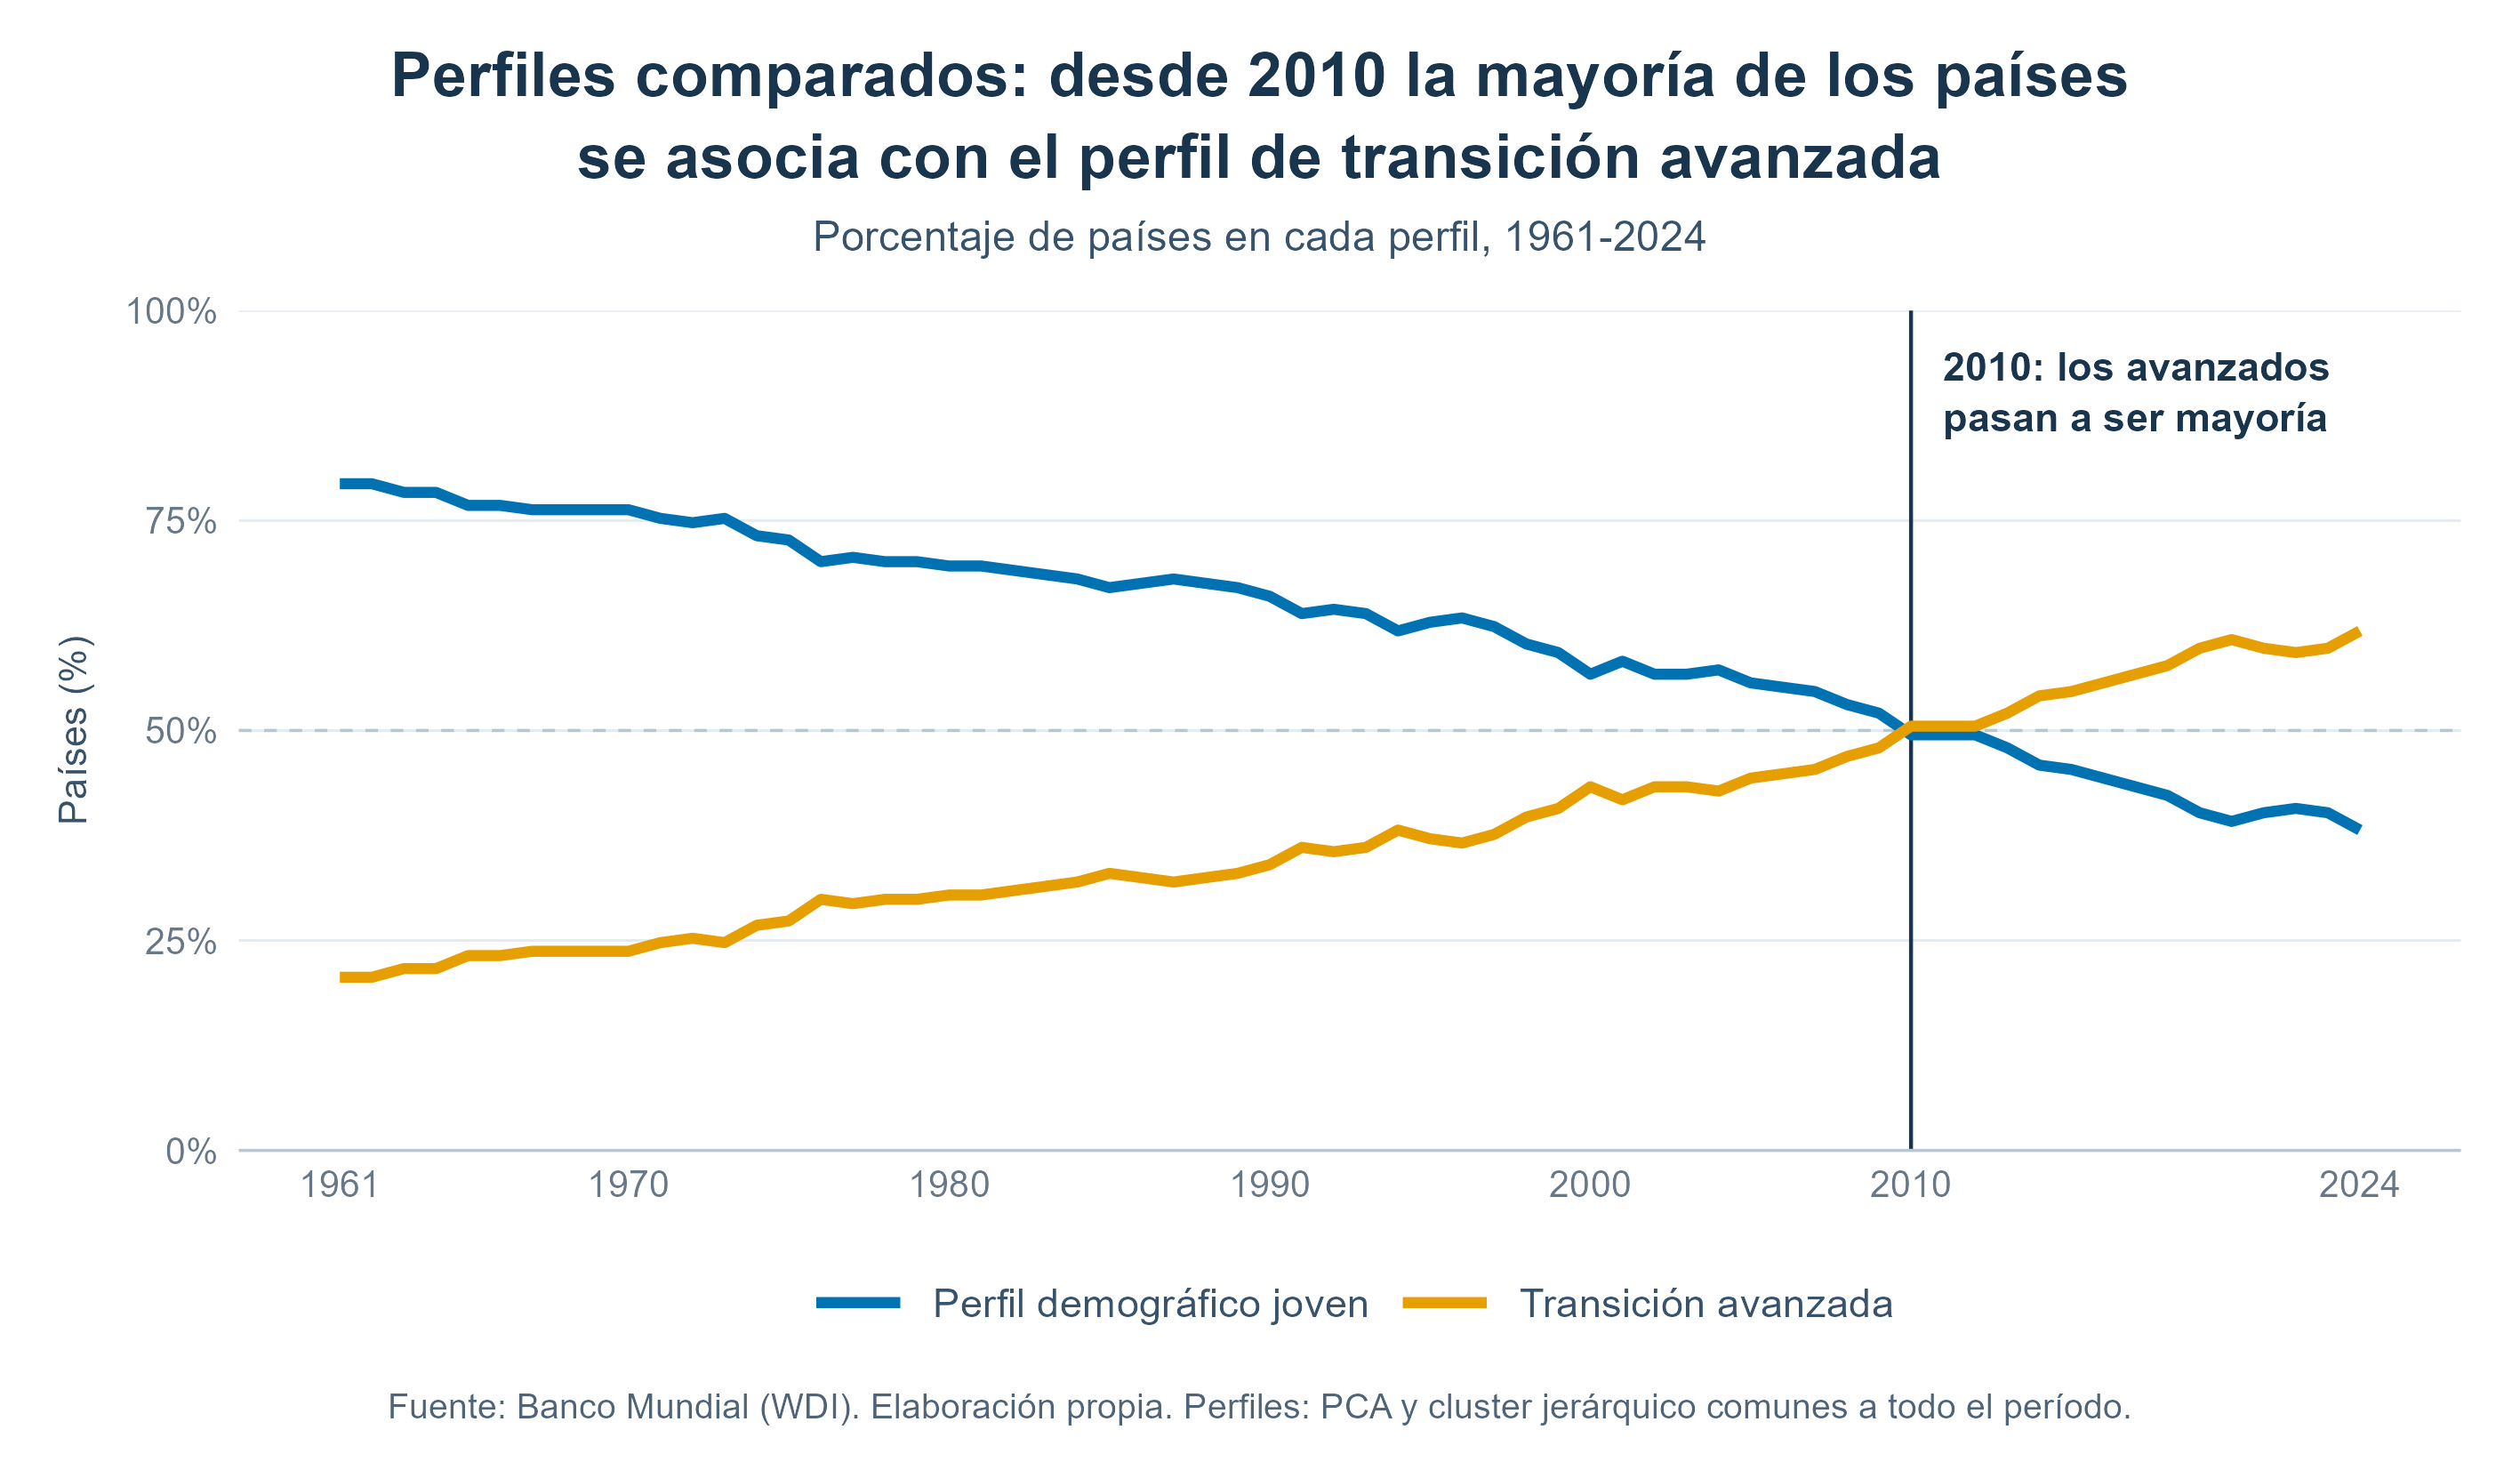 Perfiles comparados: desde 2010 la mayoría de los países
se asocia con el perfil de transición avanzada
Porcentaje de países en cada perfil, 1961-2024
100%
75%
50%
25%
0%
Países (%)
2010: los avanzados
pasan a ser mayoría
1961 1970 1980 1990 2000 2010 2024
Perfil demográfico joven Transición avanzada
Fuente: Banco Mundial (WDI). Elaboración propia. Perfiles: PCA y cluster jerárquico comunes a todo el período.